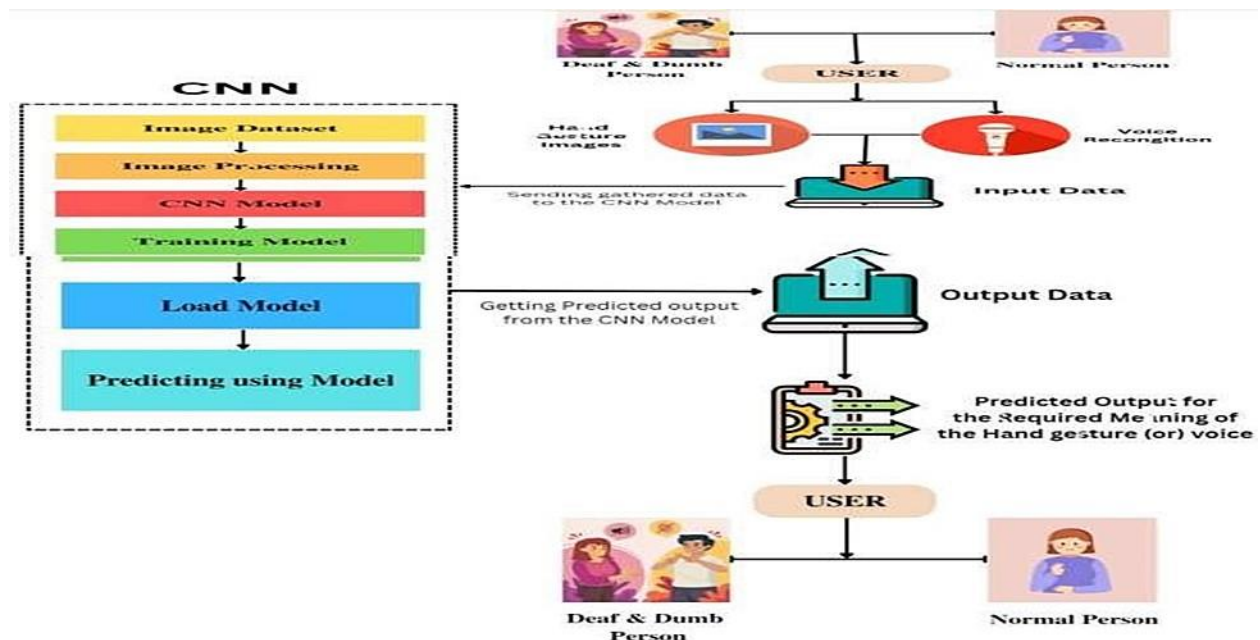 CNN
Image Dataset
Image Processing
CNN Model
Training Model
Load Model
Predicting using Model
Deaf & Dumb
Person
USER
Normal Person
Hand
Gesture
Images
Voice
Recongition
Sending gathered data
to the CNN Model
Input Data
Getting Predicted output
from the CNN Model
Output Data
Predicted Output for
the Required Meaning of
the Hand gesture (or) voice
USER
Deaf & Dumb
Person
Normal Person